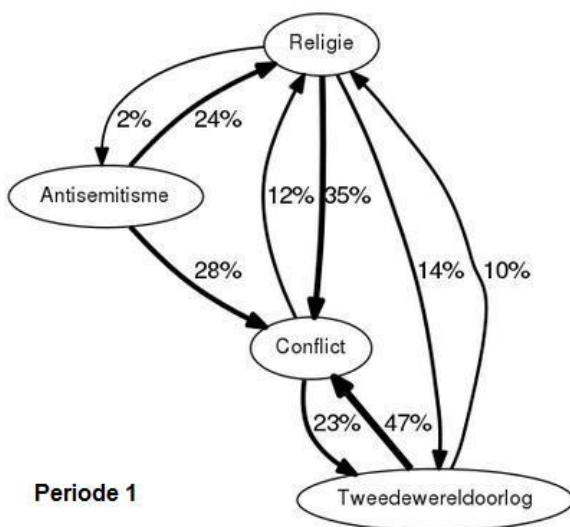 Religie
2%
24%
Antisemitisme
12%
35%
28%
14%
10%
Conflict
23%
47%
Periode 1
Tweedewereldoorlog